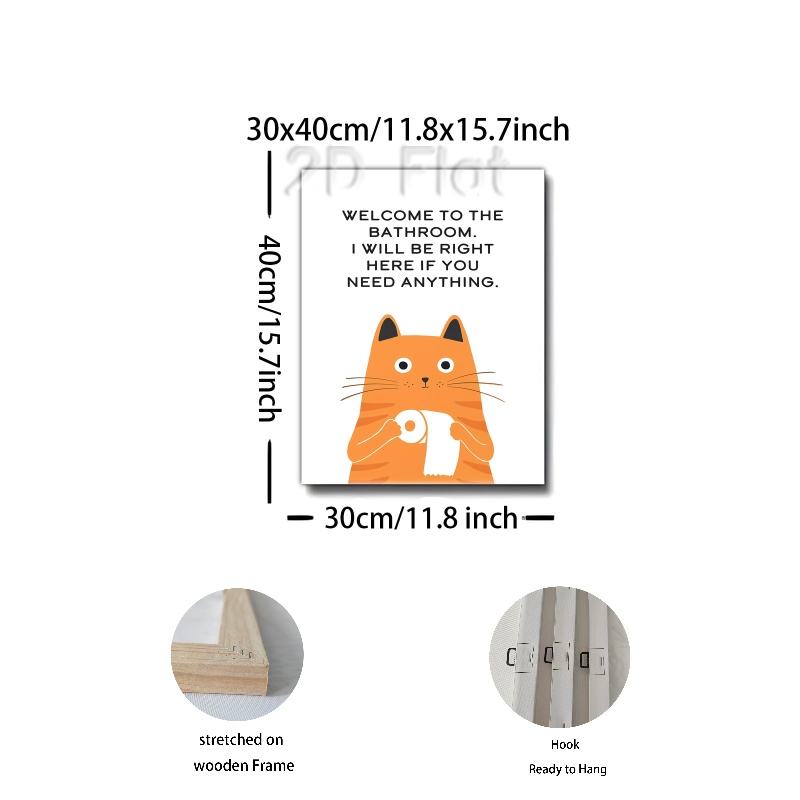 30x40cm/11.8x15.7inch
2D Flat
WELCOME TO THE
BATHROOM.
I WILL BE RIGHT
HERE IF YOU
NEED ANYTHING.
40cm/15.7inch
30cm/11.8 inch
stretched on
wooden Frame
Hook
Ready to Hang